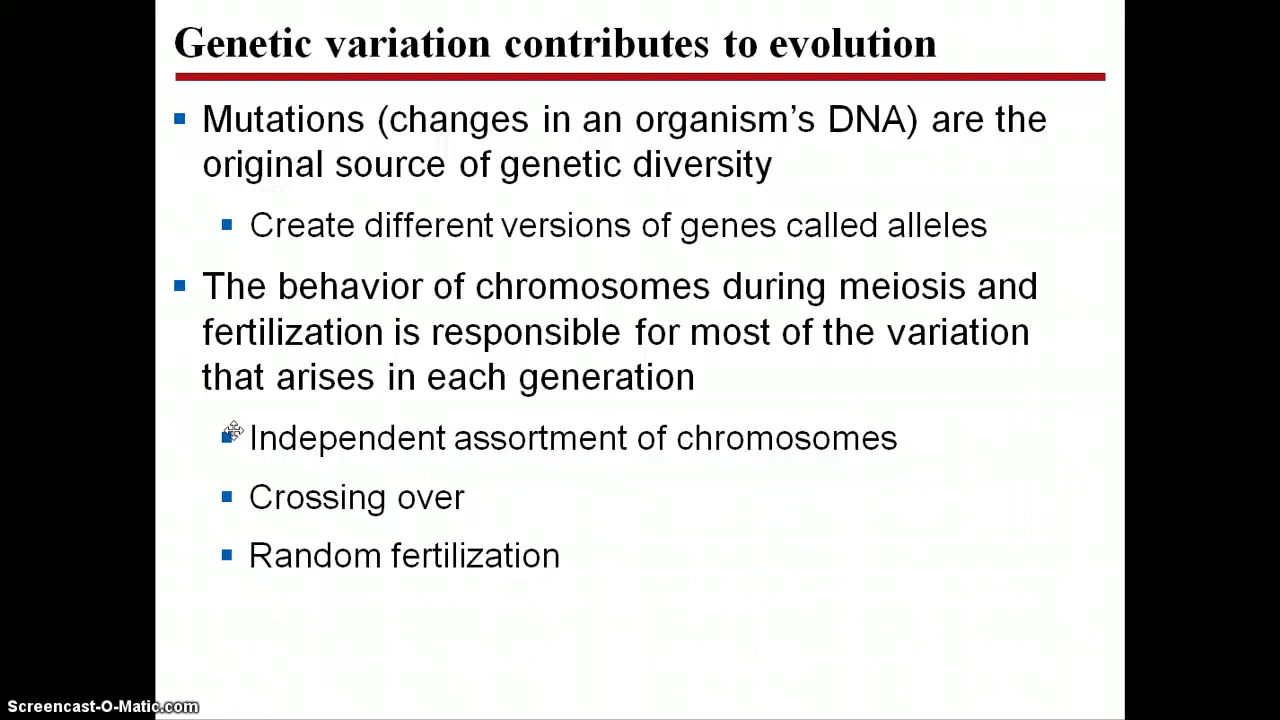 Genetic variation contributes to evolution
Mutations (changes in an organism’s DNA) are the
original source of genetic diversity
Create different versions of genes called alleles
The behavior of chromosomes during meiosis and
fertilization is responsible for most of the variation
that arises in each generation
Independent assortment of chromosomes
Crossing over
Random fertilization
Screencast-O-Matic.com